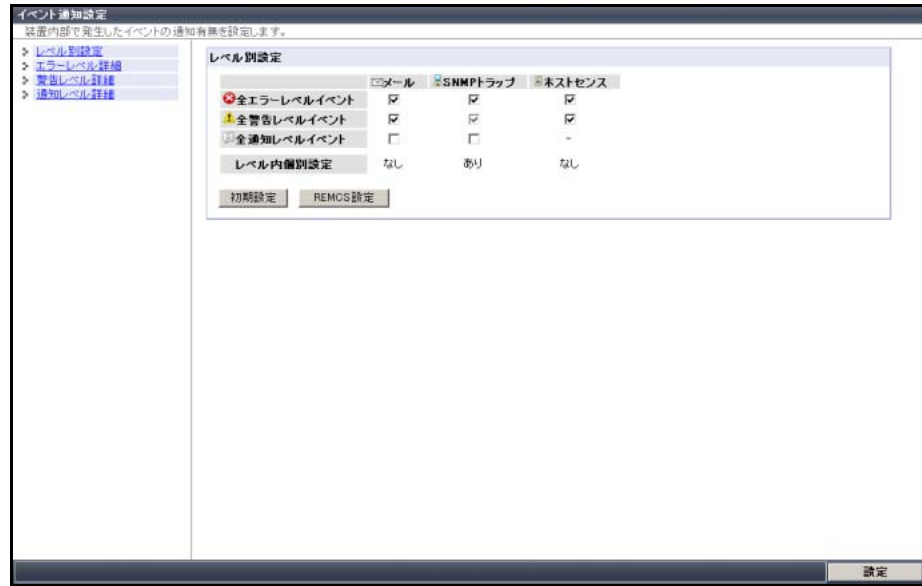 イベント通知設定
装置内部で発生したイベントの通知有無を設定します。
レベル別設定
エラーレベル詳細
警告レベル詳細
通知レベル詳細
レベル別設定
メール SNMPトラップ ホストセンス
全エラーレベルイベント
全警告レベルイベント
全通知レベルイベント -
レベル内個別設定 なし あり なし
初期設定 REMCS設定
設定